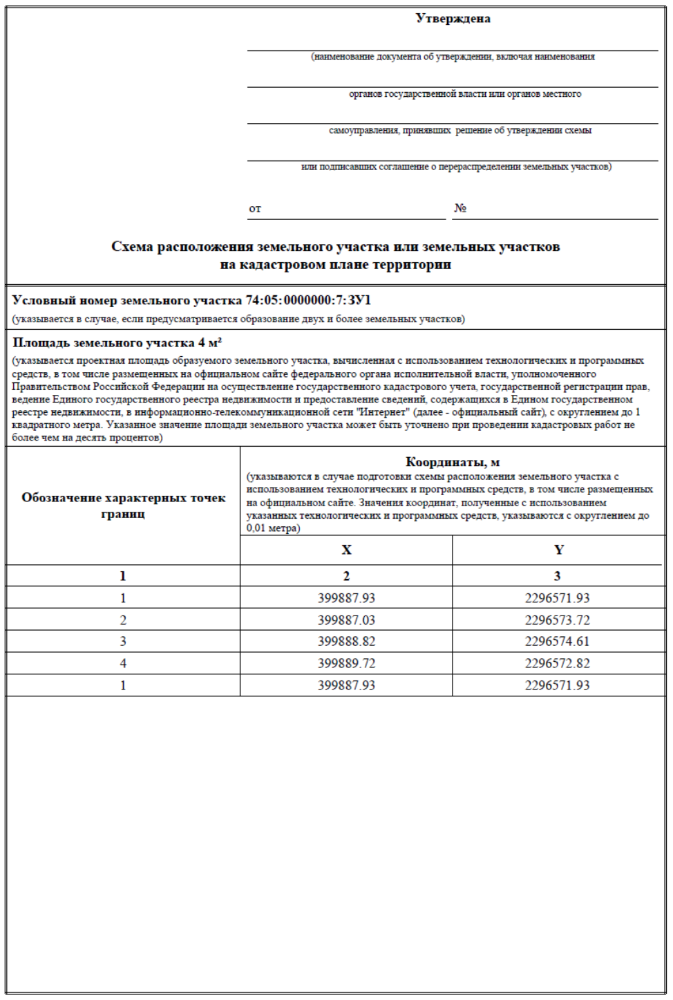 Утверждена
(наименование документа об утверждении, включая наименования
органов государственной власти или органов местного
самоуправления, принявших решение об утверждении схемы
или подписавших соглашение о перераспределении земельных участков)
от №
Схема расположения земельного участка или земельных участков
на кадастровом плане территории
Условный номер земельного участка 74:05:0000000:7:ЗУ1
(указывается в случае, если предусматривается образование двух и более земельных участков)
Площадь земельного участка 4 м²
(указывается проектная площадь образуемого земельного участка, вычисленная с использованием технологических и программных
средств, в том числе размещенных на официальном сайте федерального органа исполнительной власти, уполномоченного
Правительством Российской Федерации на осуществление государственного кадастрового учета, государственной регистрации прав,
ведение Единого государственного реестра недвижимости и предоставление сведений, содержащихся в Едином государственном
реестре недвижимости, в информационно-телекоммуникационной сети "Интернет" (далее - официальный сайт), с округлением до 1
квадратного метра. Указанное значение площади земельного участка может быть уточнено при проведении кадастровых работ не
более чем на десять процентов)
Обозначение характерных точек
границ
Координаты, м
(указываются в случае подготовки схемы расположения земельного участка с
использованием технологических и программных средств, в том числе размещенных
на официальном сайте. Значения координат, полученные с использованием
указанных технологических и программных средств, указываются с округлением до
0,01 метра)
X Y
1 2 3
1 399887.93 2296571.93
2 399887.03 2296573.72
3 399888.82 2296574.61
4 399889.72 2296572.82
1 399887.93 2296571.93